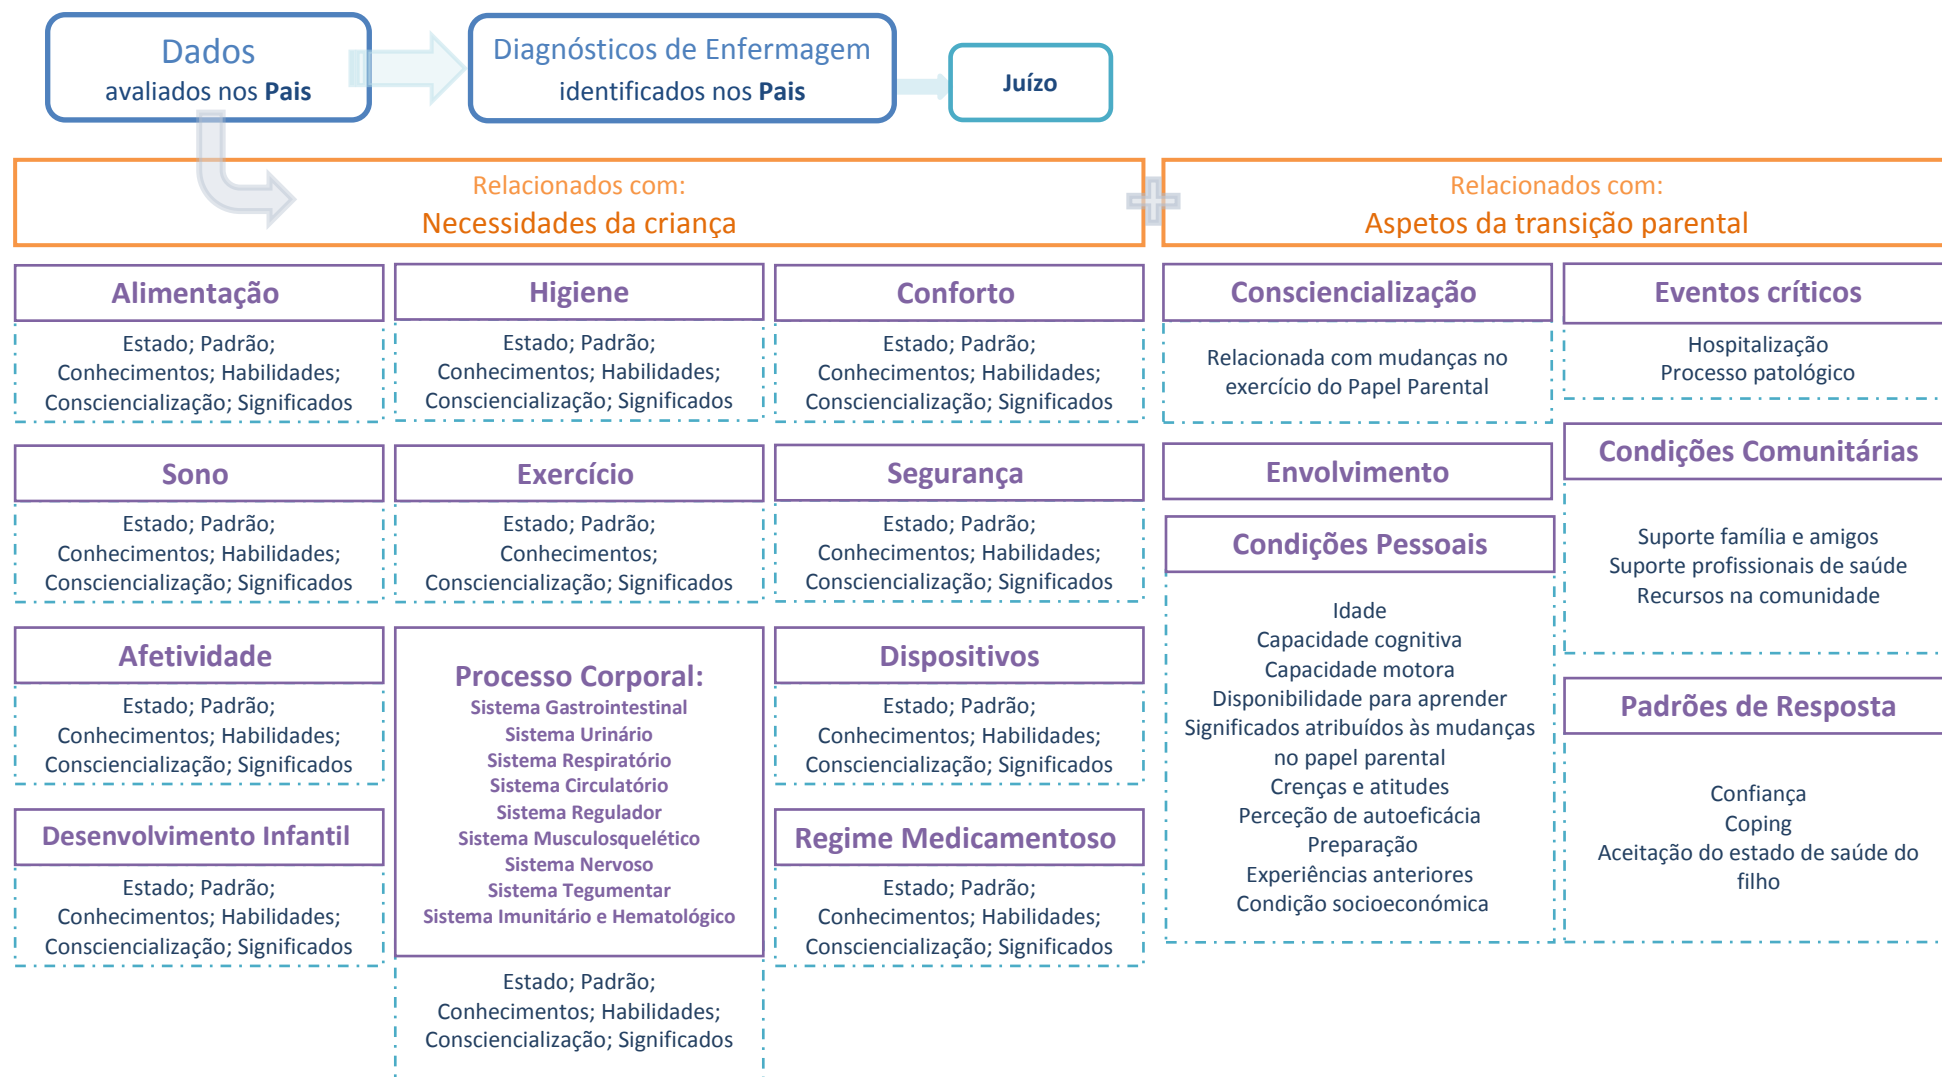 Dados
avaliados nos Pais
Diagnósticos de Enfermagem
identificados nos Pais
Juízo
Relacionados com:
Necessidades da criança
Relacionados com:
Aspetos da transição parental
Alimentação
Estado; Padrão;
Conhecimentos; Habilidades;
Consciencialização; Significados
Higiene
Estado; Padrão;
Conhecimentos; Habilidades;
Consciencialização; Significados
Conforto
Estado; Padrão;
Conhecimentos; Habilidades;
Consciencialização; Significados
Sono
Estado; Padrão;
Conhecimentos; Habilidades;
Consciencialização; Significados
Exercício
Estado; Padrão;
Conhecimentos;
Consciencialização; Significados
Segurança
Estado; Padrão;
Conhecimentos; Habilidades;
Consciencialização; Significados
Afetividade
Estado; Padrão;
Conhecimentos; Habilidades;
Consciencialização; Significados
Processo Corporal:
Sistema Gastrointestinal
Sistema Urinário
Sistema Respiratório
Sistema Circulatório
Sistema Regulador
Sistema Musculosquelético
Sistema Nervoso
Sistema Tegumentar
Sistema Imunitário e Hematológico
Estado; Padrão;
Conhecimentos; Habilidades;
Consciencialização; Significados
Dispositivos
Estado; Padrão;
Conhecimentos; Habilidades;
Consciencialização; Significados
Desenvolvimento Infantil
Estado; Padrão;
Conhecimentos; Habilidades;
Consciencialização; Significados
Regime Medicamentoso
Estado; Padrão;
Conhecimentos; Habilidades;
Consciencialização; Significados
Consciencialização
Relacionada com mudanças no
exercício do Papel Parental
Envolvimento
Condições Pessoais
Idade
Capacidade cognitiva
Capacidade motora
Disponibilidade para aprender
Significados atribuídos às mudanças
no papel parental
Crenças e atitudes
Perceção de autoeficácia
Preparação
Experiências anteriores
Condição socioeconómica
Eventos críticos
Hospitalização
Processo patológico
Condições Comunitárias
Suporte família e amigos
Suporte profissionais de saúde
Recursos na comunidade
Padrões de Resposta
Confiança
Coping
Aceitação do estado de saúde do
filho